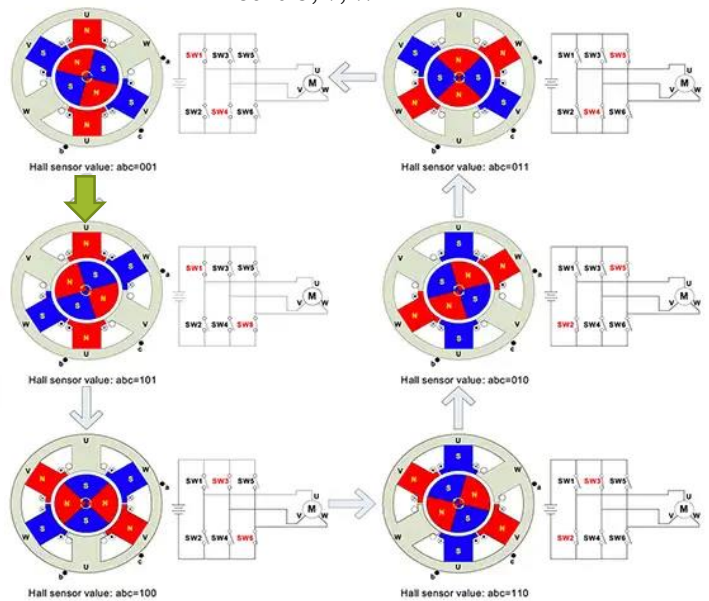 U
V
S
N
N
S
W
a
S
N
S
W
N
V
U
b
c
SW1 SW3 SW5
SW2 SW4 SW6
U
M
V W
Hall sensor value: abc=001
U
V
S
N
W
a
N
S
N
S
N
W
N
S
V
U
b
c
SW1 SW3 SW5
SW2 SW4 SW6
U
M
V W
Hall sensor value: abc=011
U
V
N
S
W
a
S
N
N
S
W
S
N
V
U
b
c
SW1 SW3 SW5
SW2 SW4 SW6
U
M
V W
Hall sensor value: abc=101
U
V
S
N
W
a
S
N
N
S
W
N
S
V
U
b
c
SW1 SW3 SW5
SW2 SW4 SW6
U
M
V W
Hall sensor value: abc=010
U
V
N
S
W
a
S
N
N
S
W
S
N
V
U
b
c
SW1 SW3 SW5
SW2 SW4 SW6
U
M
V W
Hall sensor value: abc=100
U
V
N
S
W
a
S
N
N
S
W
S
N
V
U
b
c
SW1 SW3 SW5
SW2 SW4 SW6
U
M
V W
Hall sensor value: abc=110